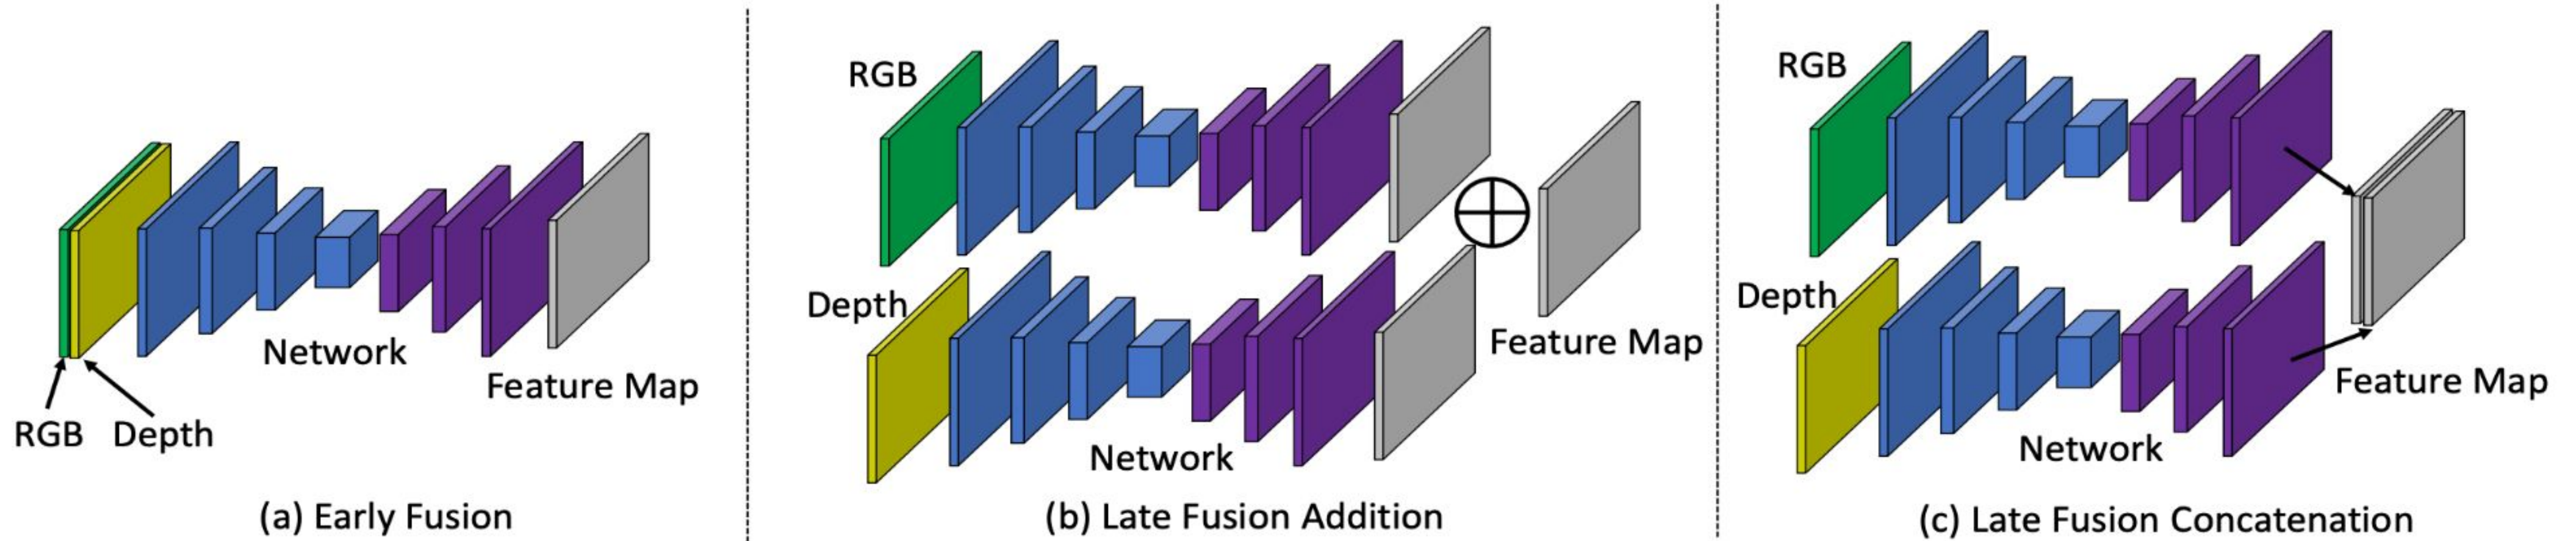 Network
Feature Map
RGB
Depth
(a) Early Fusion
RGB
Depth
Feature Map
Network
(b) Late Fusion Addition
RGB
Depth
Feature Map
Network
(c) Late Fusion Concatenation